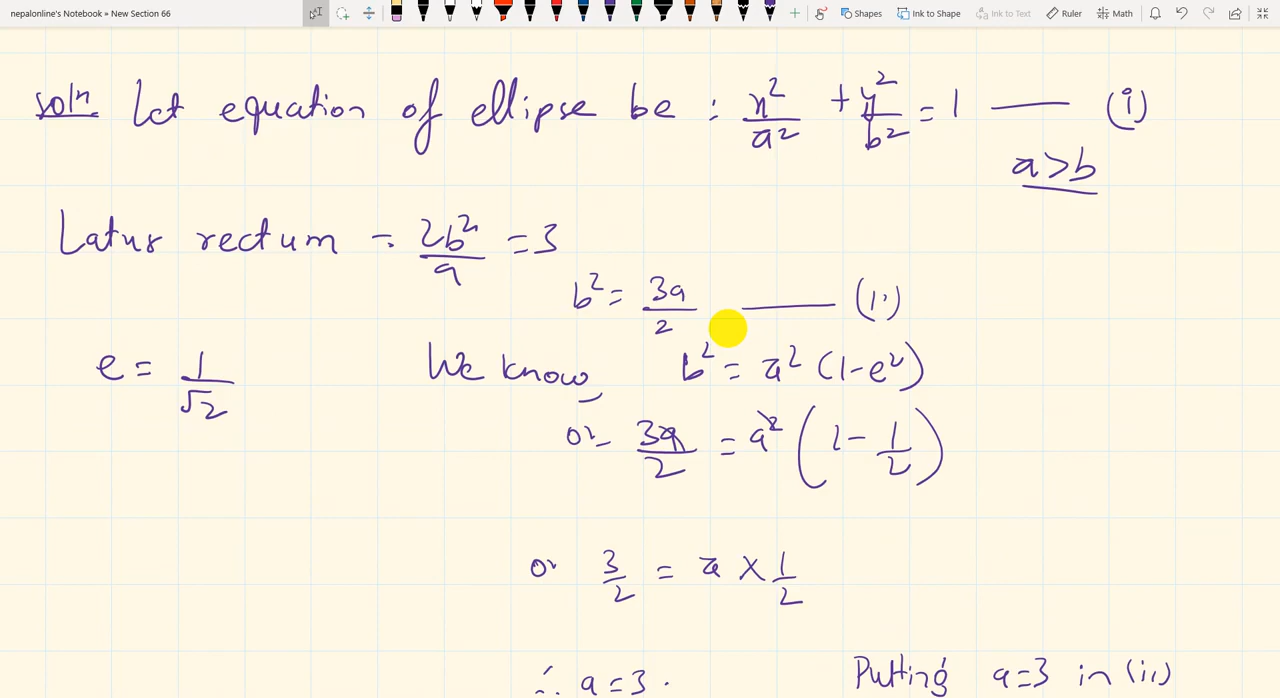 nepalonline's Notebook » New Section 66
Shapes Ink to Shape Ink to Text Ruler Math
soln Let equation of ellipse be : x²/a² + y²/b² = 1 —— (i)
a>b
Latus rectum = 2b²/a = 3
b² = 3a/2 —— (ii)
e = 1/√2 We know b² = a² (1-e²)
or 3a/2 = a² (1 - 1/2)
or 3/2 = a × 1/2
∴ a=3. Putting a=3 in (ii)